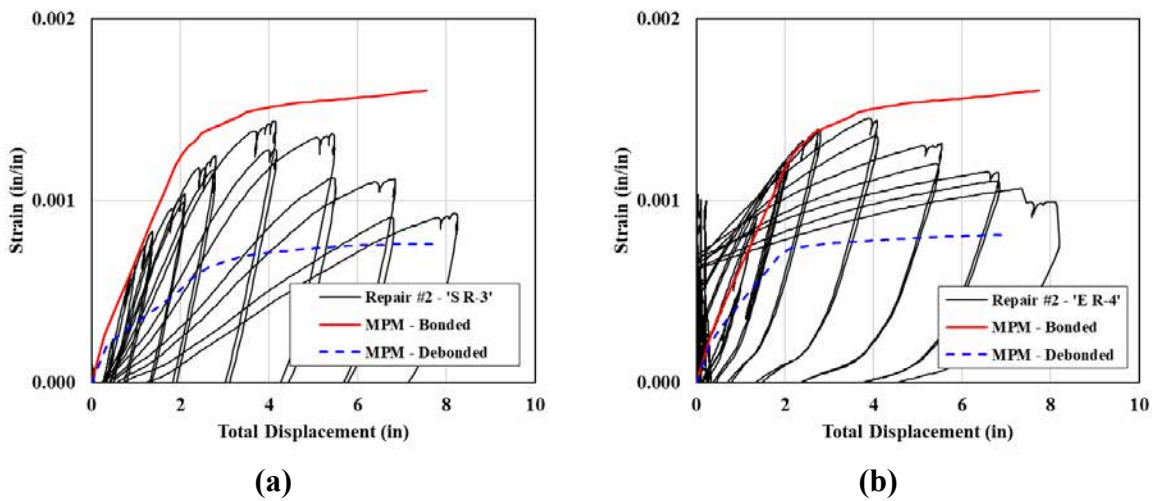 0.002
0.001
0.000
Strain (in/in)
0 2 4 6 8 10
Total Displacement (in)
Repair #2 - 'S R-3'
MPM - Bonded
MPM - Debonded
(a)
0.002
0.001
0.000
Strain (in/in)
0 2 4 6 8 10
Total Displacement (in)
Repair #2 - 'E R-4'
MPM - Bonded
MPM - Debonded
(b)